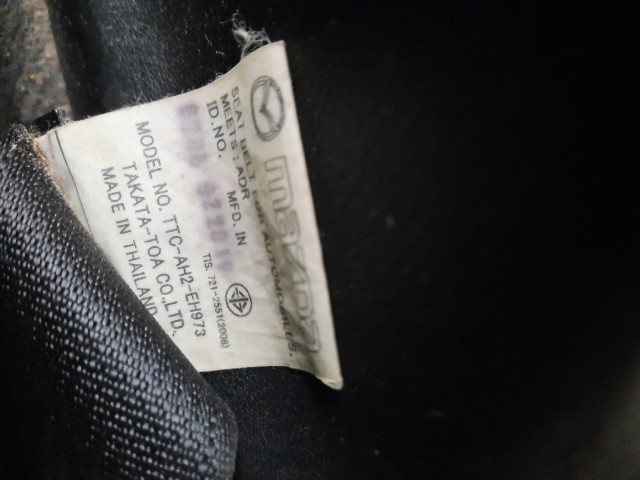 mazda
SEAT BELT FOR AUTOMOBILES.
MEETS : ADR
ID.NO. MFD. IN
TIS. 721-2551(2008)
MODEL NO. TTC-AH2-EH973
TAKATA-TOA CO.,LTD.
MADE IN THAILAND